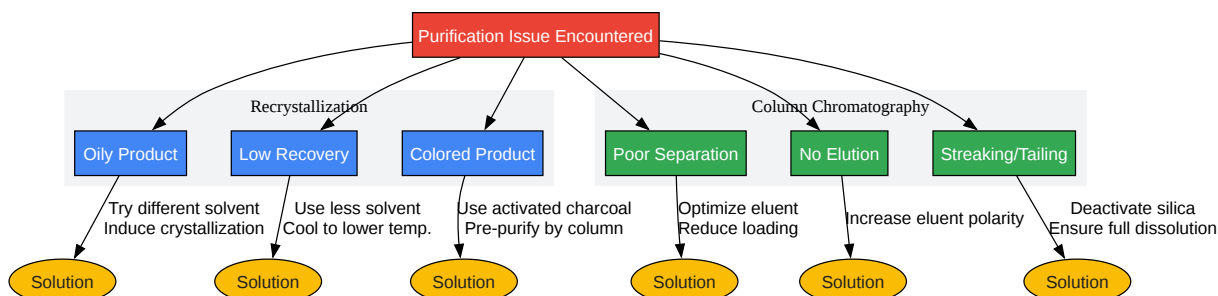 Purification Issue Encountered
Recrystallization
Column Chromatography
Oily Product
Low Recovery
Colored Product
Poor Separation
No Elution
Streaking/Tailing
Try different solvent
Induce crystallization
Use less solvent
Cool to lower temp.
Use activated charcoal
Pre-purify by column
Optimize eluent
Reduce loading
Increase eluent polarity
Deactivate silica
Ensure full dissolution
Solution
Solution
Solution
Solution
Solution
Solution